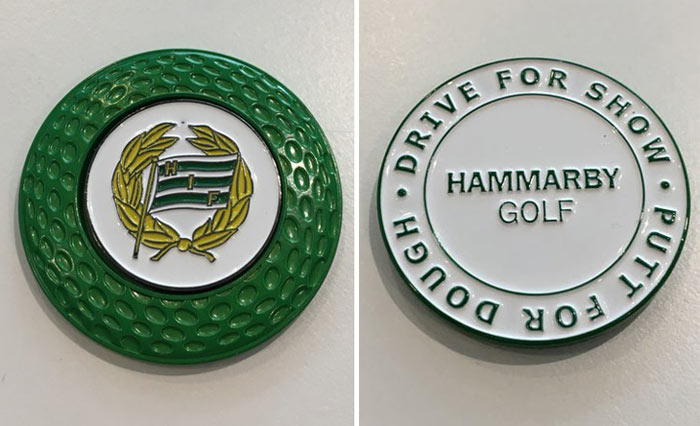 HIF
DRIVE FOR SHOW • PUTT FOR DOUGH •
HAMMARBY
GOLF